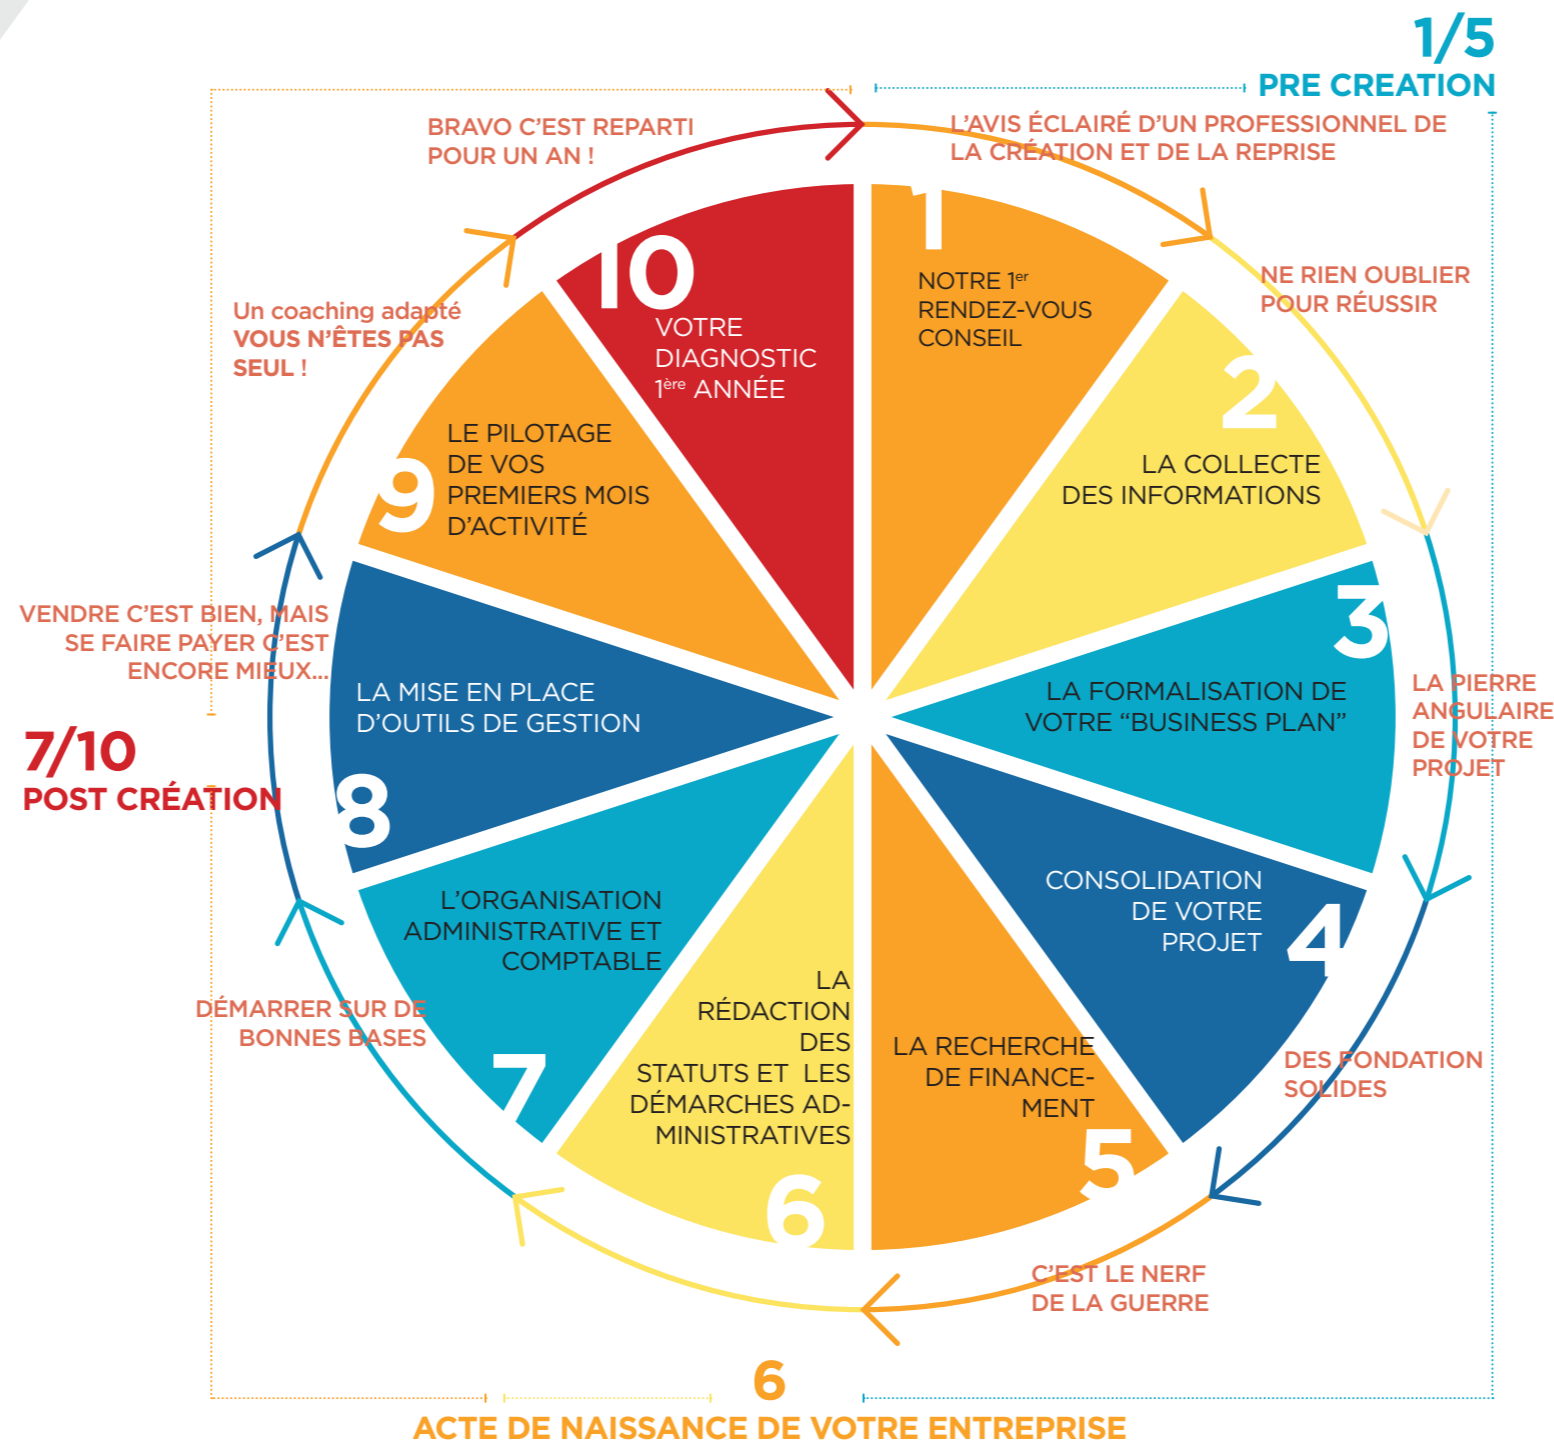 1/5
PRE CREATION
L'AVIS ÉCLAIRÉ D'UN PROFESSIONNEL DE
LA CRÉATION ET DE LA REPRISE
1
NOTRE 1er
RENDEZ-VOUS
CONSEIL
NE RIEN OUBLIER
POUR RÉUSSIR
2
LA COLLECTE
DES INFORMATIONS
3
LA FORMALISATION DE
VOTRE “BUSINESS PLAN”
LA PIERRE
ANGULAIRE
DE VOTRE
PROJET
CONSOLIDATION
DE VOTRE
PROJET
4
DES FONDATION
SOLIDES
LA RECHERCHE
DE FINANCE-
MENT
5
C'EST LE NERF
DE LA GUERRE
LA
RÉDACTION
DES
STATUTS ET LES
DÉMARCHES AD-
MINISTRATIVES
6
6
ACTE DE NAISSANCE DE VOTRE ENTREPRISE
L'ORGANISATION
ADMINISTRATIVE ET
COMPTABLE
7
DÉMARRER SUR DE
BONNES BASES
7/10
POST CRÉATION
LA MISE EN PLACE
D'OUTILS DE GESTION
8
VENDRE C'EST BIEN, MAIS
SE FAIRE PAYER C'EST
ENCORE MIEUX...
LE PILOTAGE
DE VOS
PREMIERS MOIS
D'ACTIVITÉ
9
Un coaching adapté
VOUS N'ÊTES PAS
SEUL !
10
VOTRE
DIAGNOSTIC
1ère ANNÉE
BRAVO C'EST REPARTI
POUR UN AN !